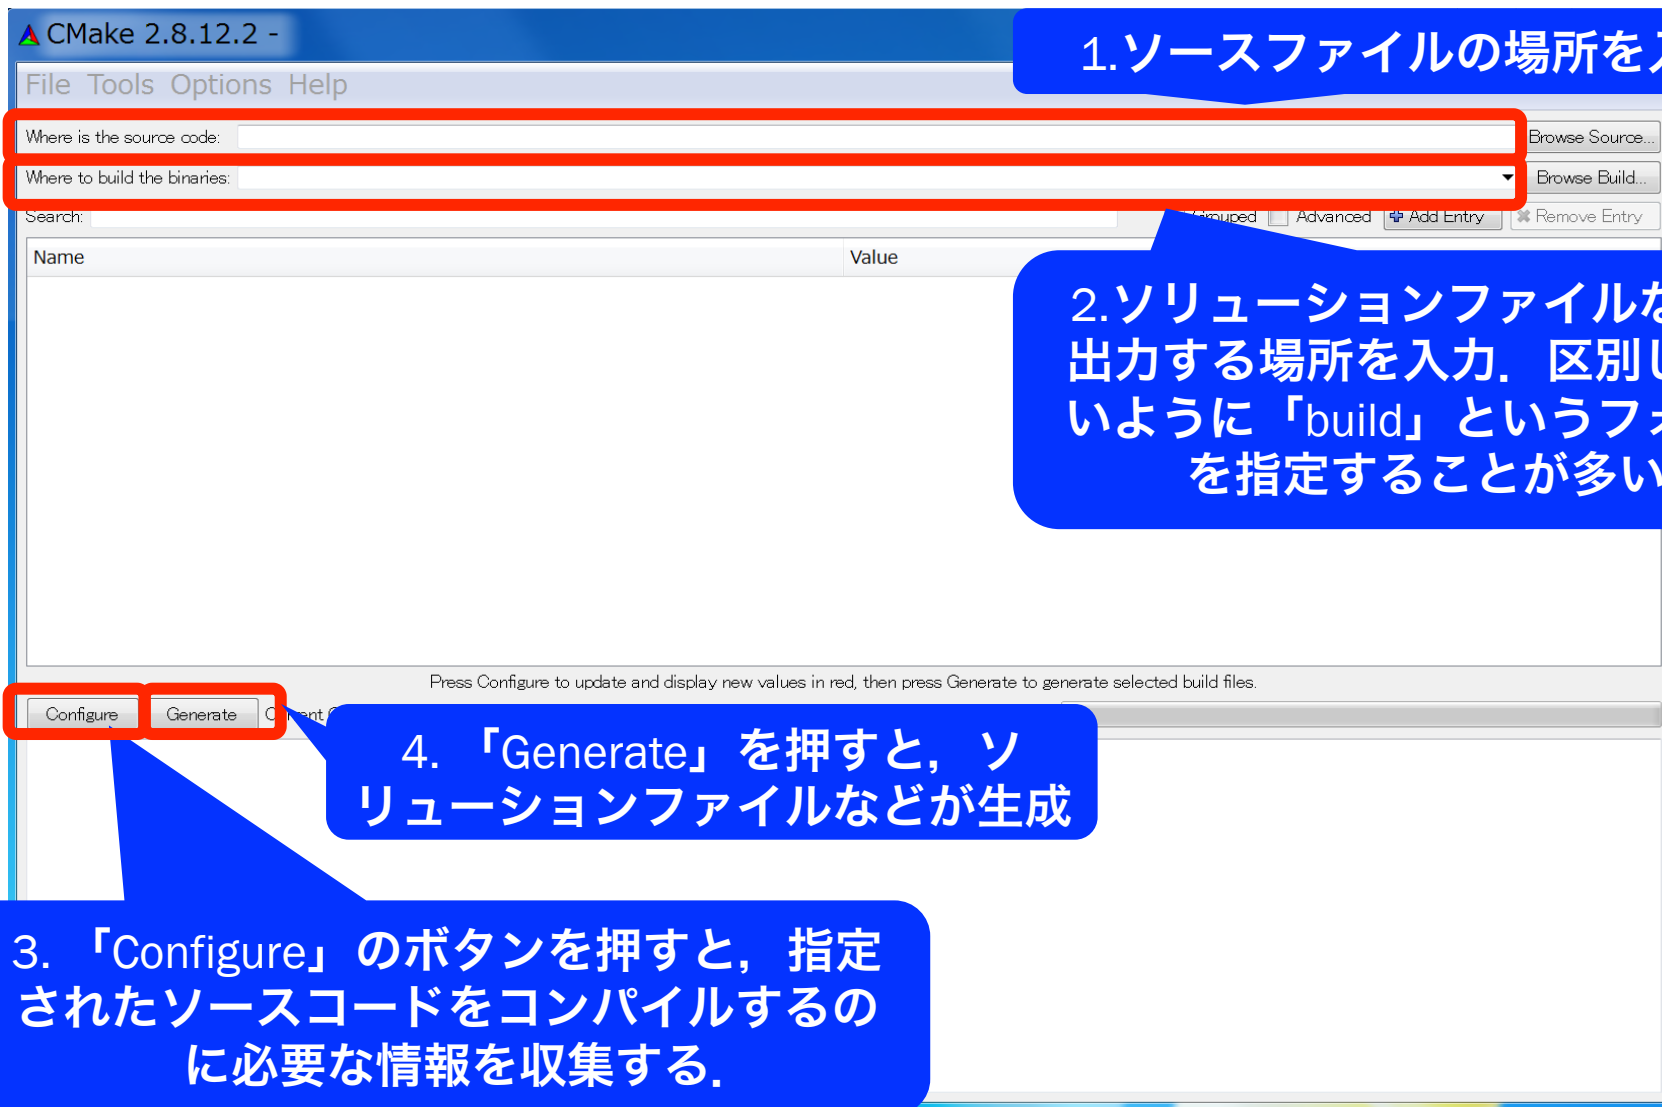 CMake 2.8.12.2 -
1.ソースファイルの場所を
File Tools Options Help
Where is the source code:
Browse Source...
Where to build the binaries:
Browse Build...
Search:
Grouped
Advanced
Add Entry
Remove Entry
Name
Value
2.ソリューションファイル
出力する場所を入力．区別し
いように「build」というフォ
を指定することが多い
Press Configure to update and display new values in red, then press Generate to generate selected build files.
Configure
Generate
4. 「Generate」を押すと，ソ
リューションファイルなどが生成
3. 「Configure」のボタンを押すと，指定
されたソースコードをコンパイルするの
に必要な情報を収集する．